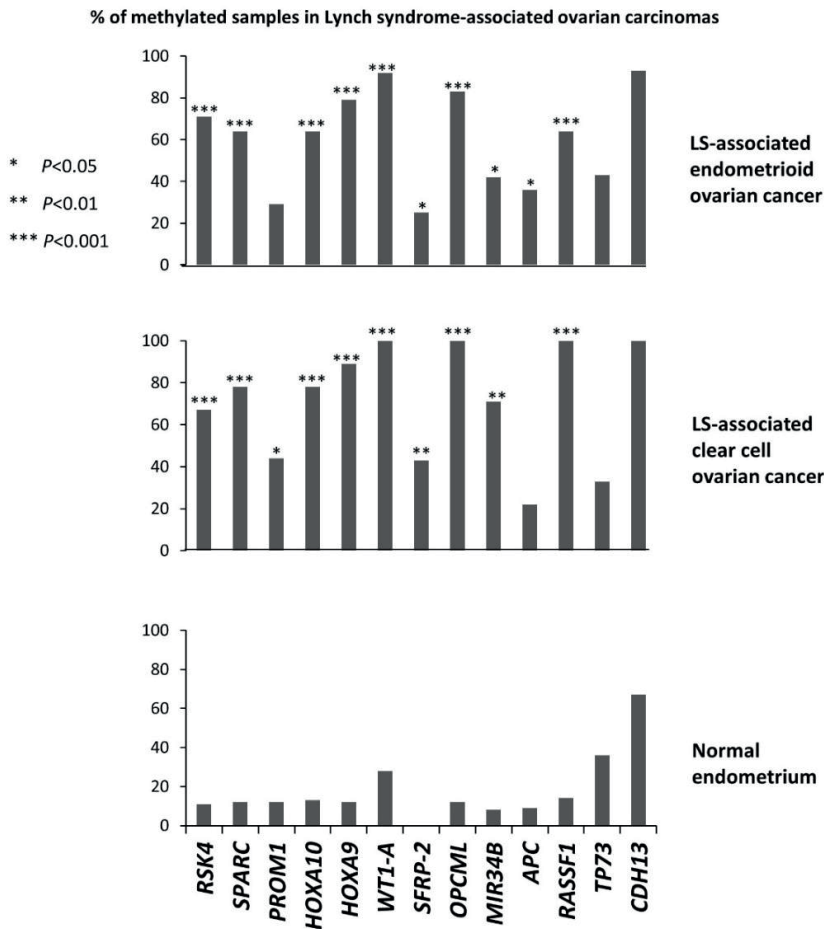 % of methylated samples in Lynch syndrome-associated ovarian carcinomas
* P<0.05
** P<0.01
*** P<0.001
100
80
60
40
20
0
***
***
***
***
***
*
***
*
*
***
LS-associated
endometrioid
ovarian cancer
100
80
60
40
20
0
***
***
*
***
***
***
**
***
**
***
LS-associated
clear cell
ovarian cancer
100
80
60
40
20
0
Normal
endometrium
RSK4
SPARC
PROM1
HOXA10
HOXA9
WT1-A
SFRP-2
OPCML
MIR34B
APC
RASSF1
TP73
CDH13